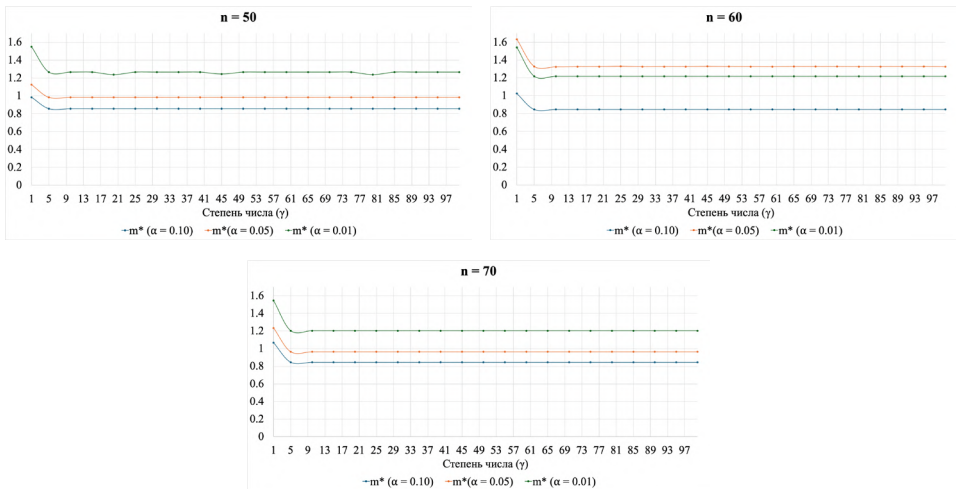 n = 50
1.6
1.4
1.2
1
0.8
0.6
0.4
0.2
0
1 5 9 13 17 21 25 29 33 37 41 45 49 53 57 61 65 69 73 77 81 85 89 93 97
Степень числа (γ)
m* (α = 0.10) m*(α = 0.05) m* (α = 0.01)
n = 60
1.6
1.4
1.2
1
0.8
0.6
0.4
0.2
0
1 5 9 13 17 21 25 29 33 37 41 45 49 53 57 61 65 69 73 77 81 85 89 93 97
Степень числа (γ)
m* (α = 0.10) m*(α = 0.05) m* (α = 0.01)
n = 70
1.6
1.4
1.2
1
0.8
0.6
0.4
0.2
0
1 5 9 13 17 21 25 29 33 37 41 45 49 53 57 61 65 69 73 77 81 85 89 93 97
Степень числа (γ)
m* (α = 0.10) m*(α = 0.05) m* (α = 0.01)